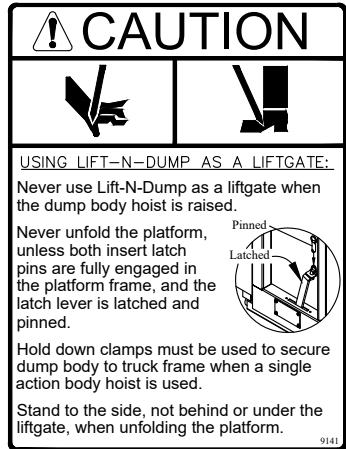 CAUTION
USING LIFT-N-DUMP AS A LIFTGATE:
Never use Lift-N-Dump as a liftgate when
the dump body hoist is raised.
Never unfold the platform,
unless both insert latch
pins are fully engaged in
the platform frame, and the
latch lever is latched and
pinned.
Pinned
Latched
Hold down clamps must be used to secure
dump body to truck frame when a single
action body hoist is used.
Stand to the side, not behind or under the
liftgate, when unfolding the platform.
9141